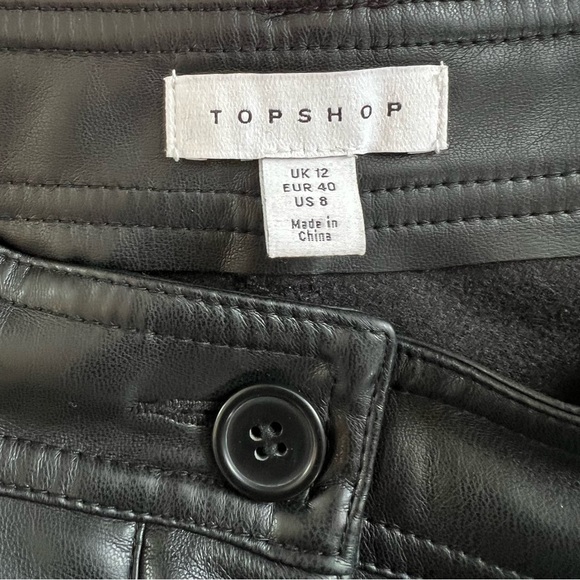 TOPSHOP
UK 12
EUR 40
US 8
Made in
China